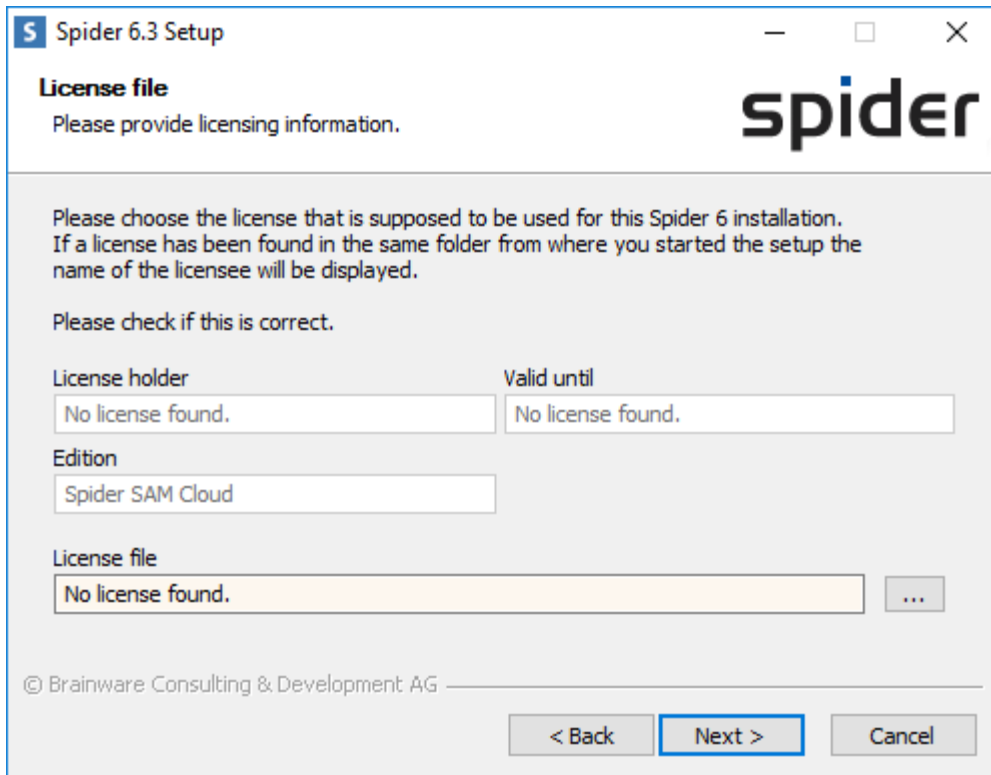 S Spider 6.3 Setup
License file
Please provide licensing information.
spider
Please choose the license that is supposed to be used for this Spider 6 installation.
If a license has been found in the same folder from where you started the setup the
name of the licensee will be displayed.
Please check if this is correct.
License holder
Valid until
No license found.
No license found.
Edition
Spider SAM Cloud
License file
No license found.
...
© Brainware Consulting & Development AG
< Back
Next >
Cancel